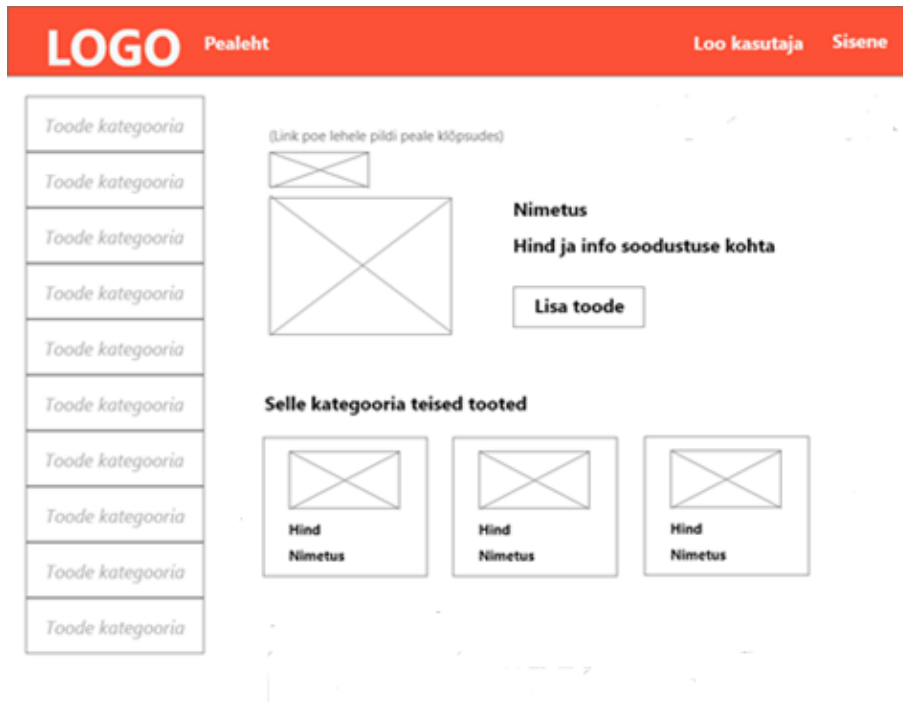 LOGO Pealeht Loo kasutaja Sisene
Toode kategooria
Toode kategooria
Toode kategooria
Toode kategooria
Toode kategooria
Toode kategooria
Toode kategooria
Toode kategooria
Toode kategooria
Toode kategooria
(Link poe lehele pildi peale klõpsudes)
Nimetus
Hind ja info soodustuse kohta
Lisa toode
Selle kategooria teised tooted
Hind
Nimetus
Hind
Nimetus
Hind
Nimetus